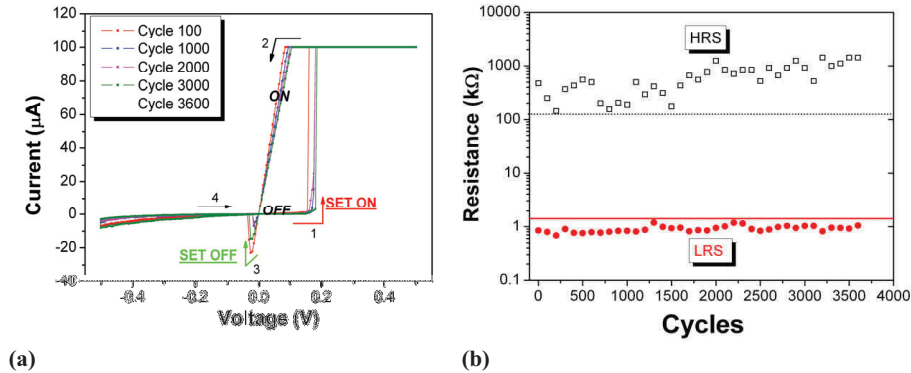 Cycle 100
Cycle 1000
Cycle 2000
Cycle 3000
Cycle 3600
Current (μA)
120
100
80
60
40
20
0
-20
-40
2
ON
4
OFF
SET ON
1
SET OFF
3
-0.4 -0.2 0.0 0.2 0.4
Voltage (V)
(a)
Resistance (kΩ)
10000
1000
100
10
1
0.1
HRS
LRS
0 500 1000 1500 2000 2500 3000 3500 4000
Cycles
(b)